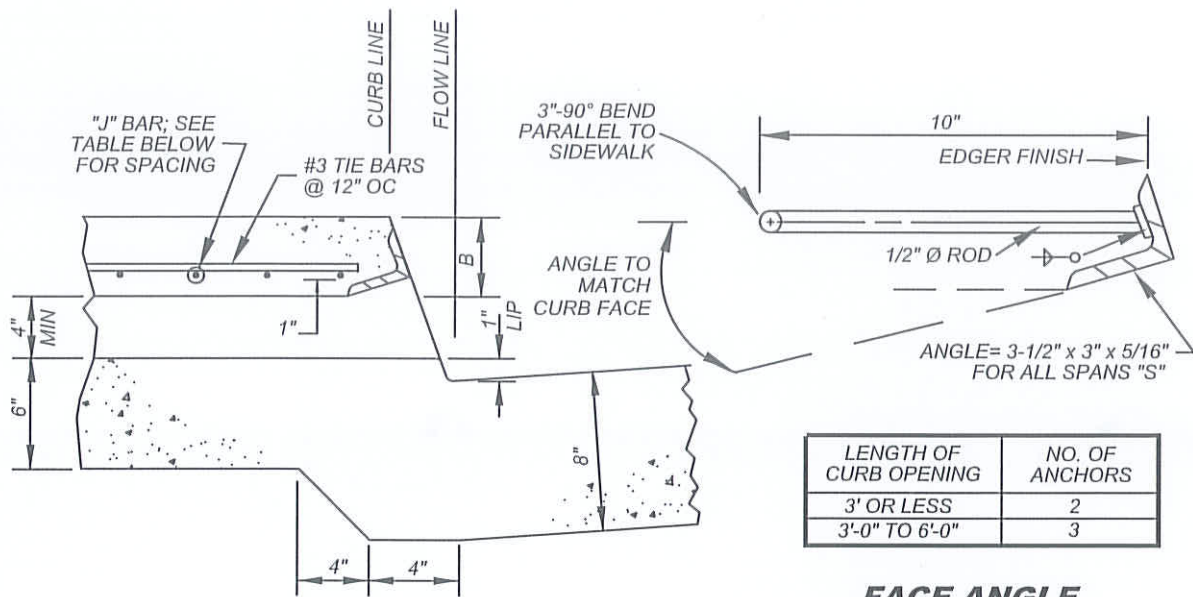 CURB LINE
FLOW LINE
"J" BAR; SEE
TABLE BELOW
FOR SPACING
#3 TIE BARS
@ 12" OC
B
4"
MIN
1"
1"
LIP
6"
8"
4"
4"
3"-90° BEND
PARALLEL TO
SIDEWALK
10"
EDGER FINISH
1/2" Ø ROD
ANGLE TO
MATCH
CURB FACE
ANGLE= 3-1/2" x 3" x 5/16"
FOR ALL SPANS "S"
LENGTH OF CURB OPENING NO. OF ANCHORS
3' OR LESS 2
3'-0" TO 6'-0" 3
FACE ANGLE